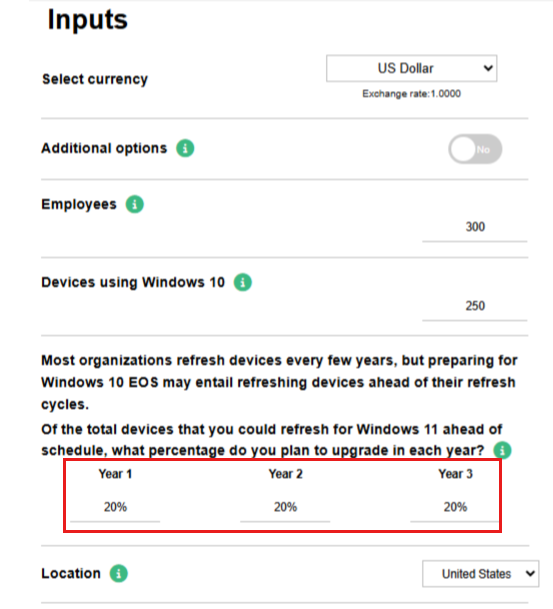 Inputs
Select currency
US Dollar
Exchange rate:1.0000
Additional options i
No
Employees i
300
Devices using Windows 10 i
250
Most organizations refresh devices every few years, but preparing for
Windows 10 EOS may entail refreshing devices ahead of their refresh
cycles.
Of the total devices that you could refresh for Windows 11 ahead of
schedule, what percentage do you plan to upgrade in each year? i
Year 1 Year 2 Year 3
20% 20% 20%
Location i
United States